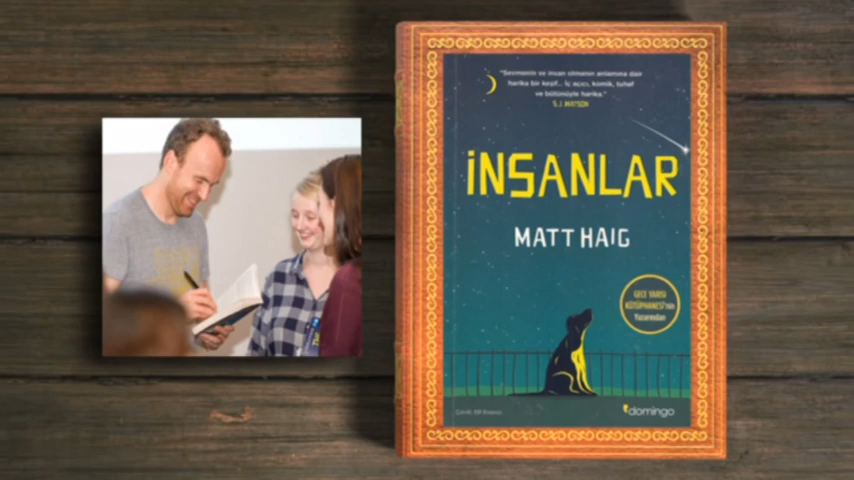 "Sevmenin ve insan olmanın anlamına dair
harika bir keşif... İç açıcı, komik, tuhaf
ve bütünüyle harika."
S.J. WATSON
İNSANLAR
MATT HAIG
GECE YARISI
KÜTÜPHANESİ'nin
Yazarından
domingo